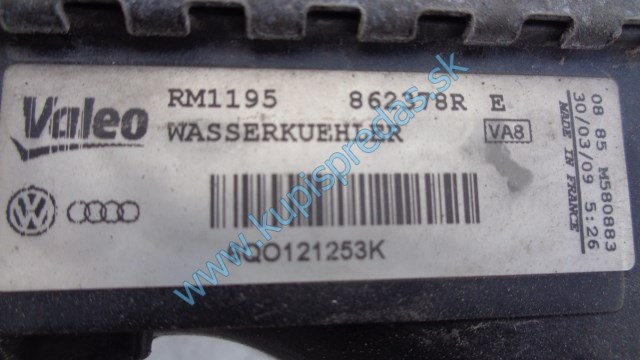 Valeo
RM1195 862378R E
WASSERKUEHLER VA8
1QO121253K
08 85 M580883
30/03/09 5:26
MADE IN FRANCE
www.kupispredas.sk